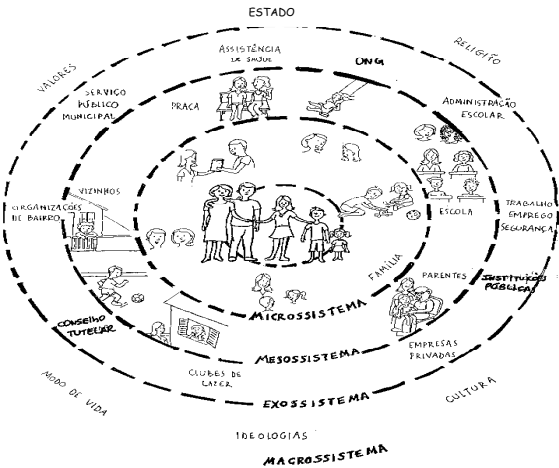 ESTADO
RELIGIÃO
VALORES
ASSISTÊNCIA
DE SAÚDE
ONG
SERVIÇO
PÚBLICO
MUNICIPAL
PRAÇA
ADMINISTRAÇÃO
ESCOLAR
VIZINHOS
ORGANIZAÇÕES
DE BAIRRO
ESCOLA
TRABALHO
EMPREGO
SEGURANÇA
FAMÍLIA
PARENTES
INSTITUIÇÕES
PÚBLICAS
MICROSSISTEMA
CONSELHO
TUTELAR
EMPRESAS
PRIVADAS
MESOSSISTEMA
CLUBES DE
LAZER
EXOSSISTEMA
MODO DE VIDA
CULTURA
IDEOLOGIAS
MACROSSISTEMA